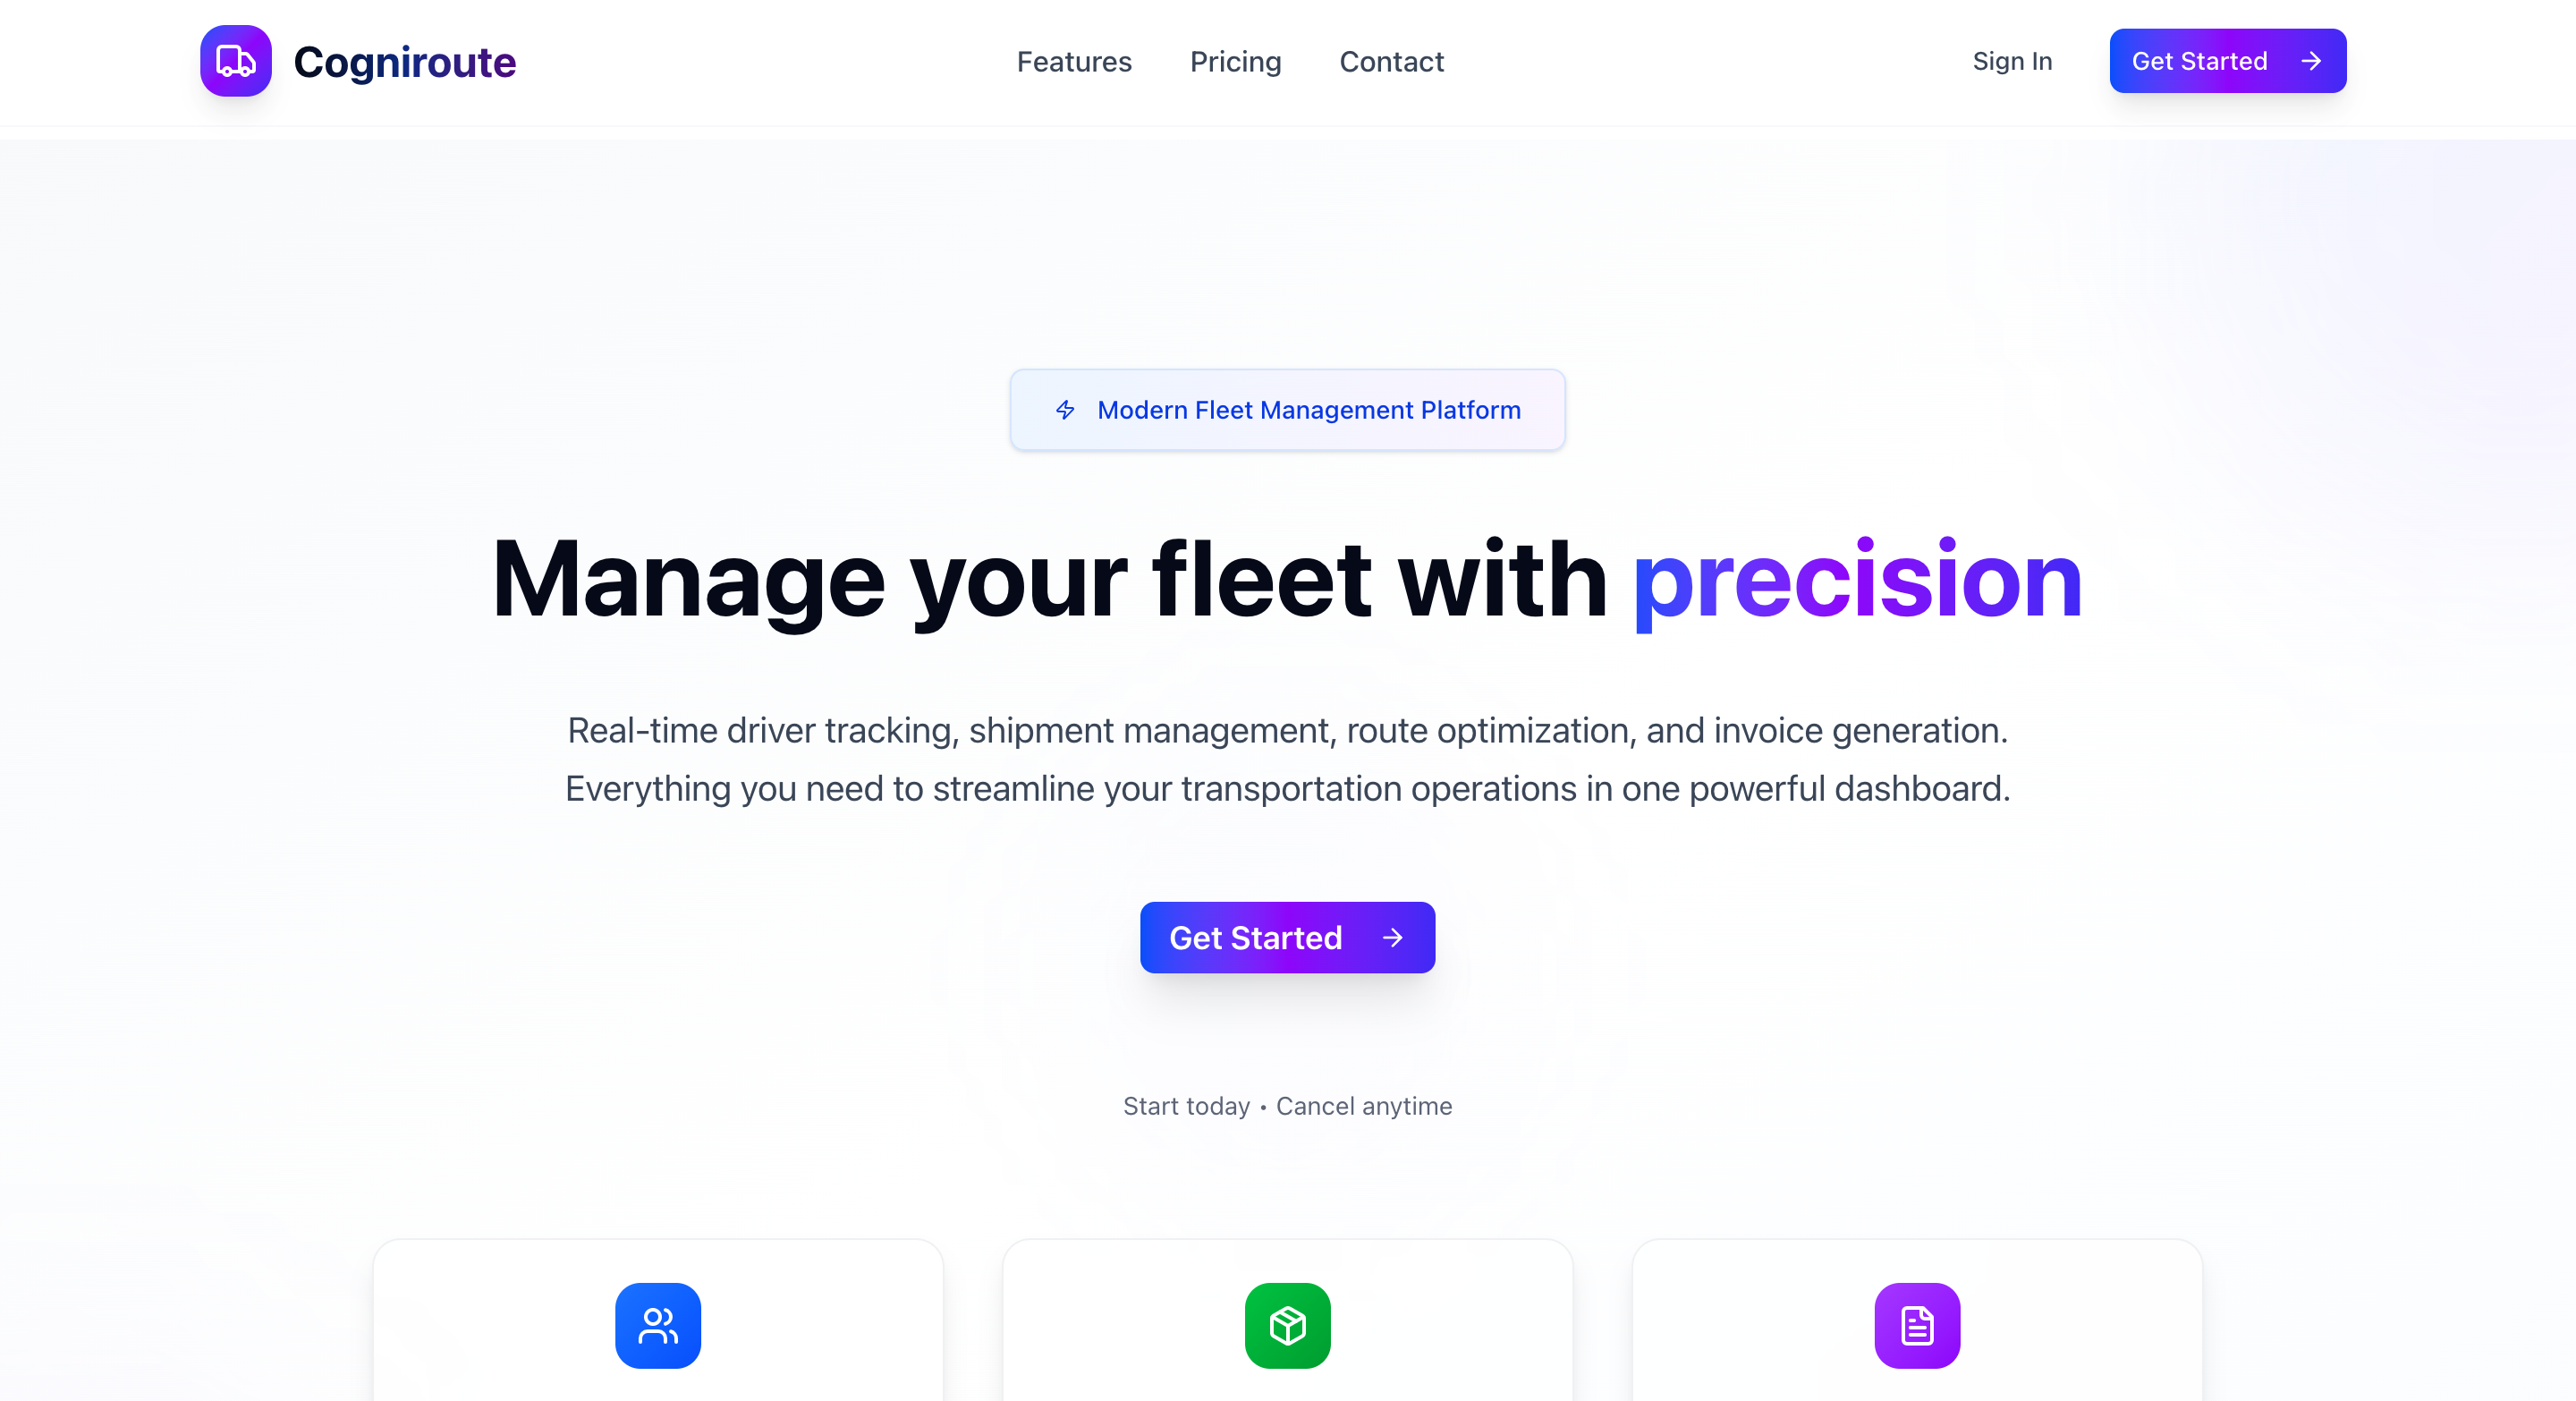 Cogniroute
Features
Pricing
Contact
Sign In
Get Started
Modern Fleet Management Platform
Manage your fleet with precision
Real-time driver tracking, shipment management, route optimization, and invoice generation.
Everything you need to streamline your transportation operations in one powerful dashboard.
Get Started
Start today • Cancel anytime